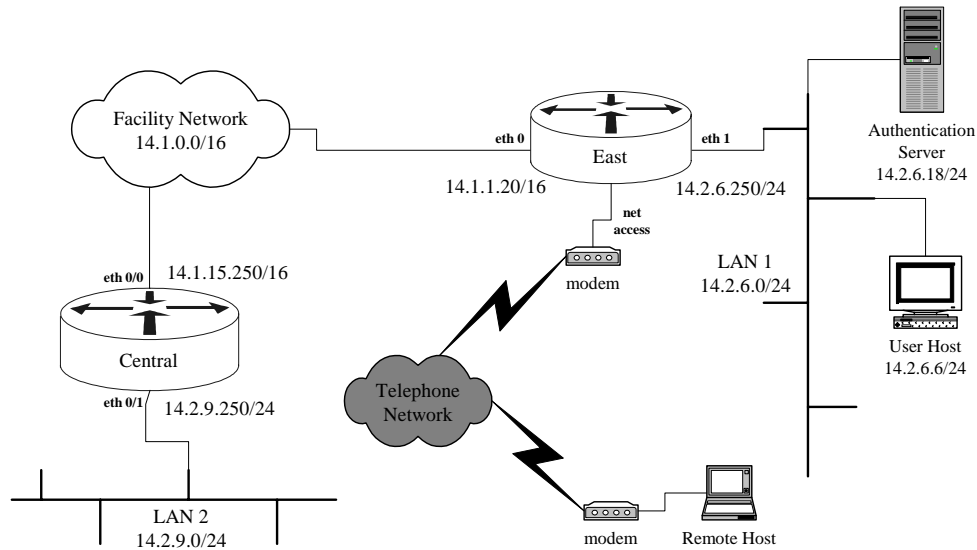 Facility Network
14.1.0.0/16
eth 0
East
eth 1
14.1.1.20/16
14.2.6.250/24
net
access
modem
Authentication
Server
14.2.6.18/24
LAN 1
14.2.6.0/24
User Host
14.2.6.6/24
eth 0/0
14.1.15.250/16
Central
eth 0/1
14.2.9.250/24
Telephone
Network
LAN 2
14.2.9.0/24
modem
Remote Host